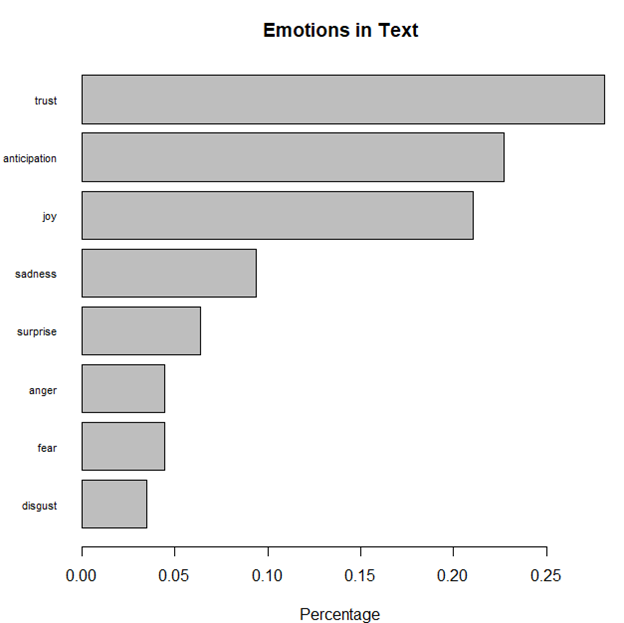 Emotions in Text
trust
anticipation
joy
sadness
surprise
anger
fear
disgust
0.00 0.05 0.10 0.15 0.20 0.25
Percentage